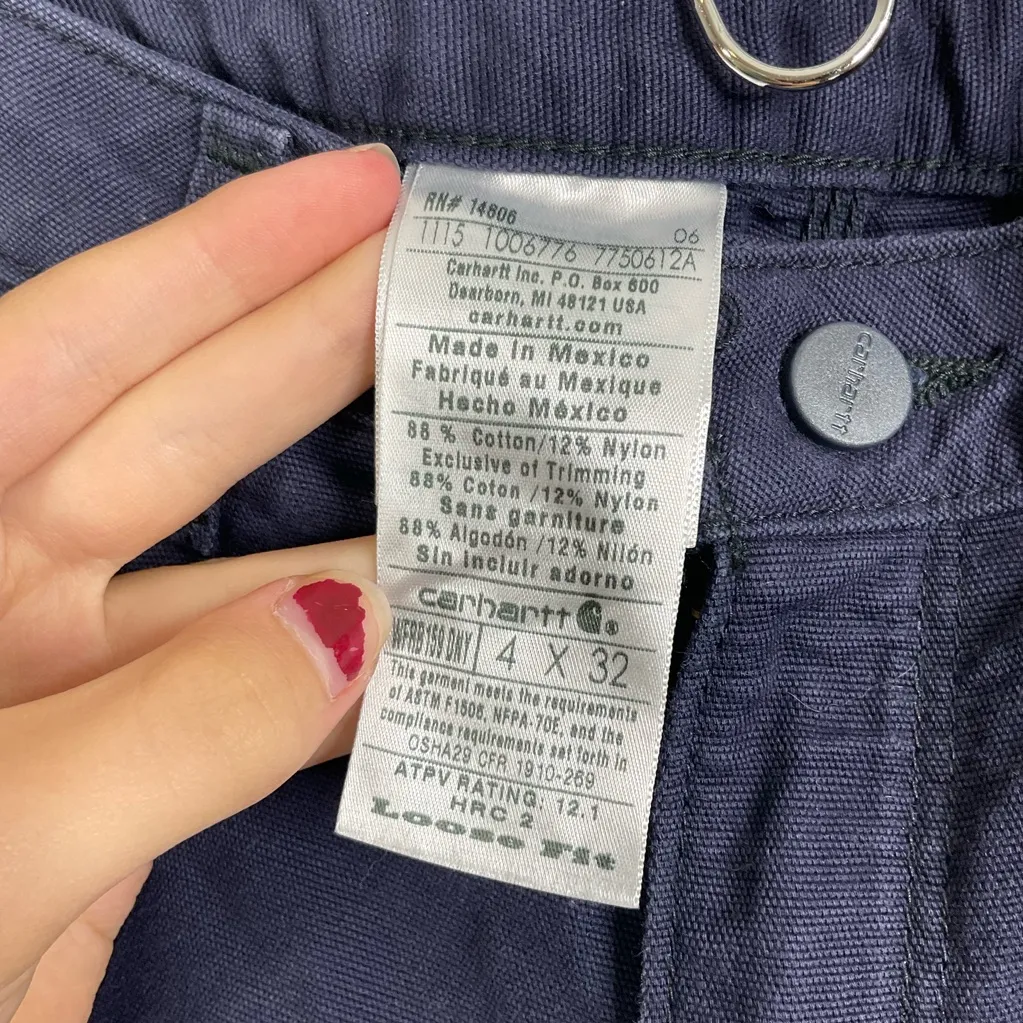 RN# 14806
06
1115 1006776 7750612A
Carhartt Inc. P.O. Box 600
Dearborn, MI 48121 USA
carhartt.com
Made in Mexico
Fabriqué au Mexique
Hecho México
88 % Cotton/12% Nylon
Exclusive of Trimming
88% Coton /12% Nylon
Sans garniture
88% Algodón /12% Nilón
Sin incluir adorno
carhartt ®
WFRB159 DNY 4 X 32
This garment meets the requirements
of ASTM F1506, NFPA-70E, and the
compliance requirements set forth in
OSHA29 CFR 1910-269
ATPV RATING: 12.1
HRC 2
Loose Fit
carhartt